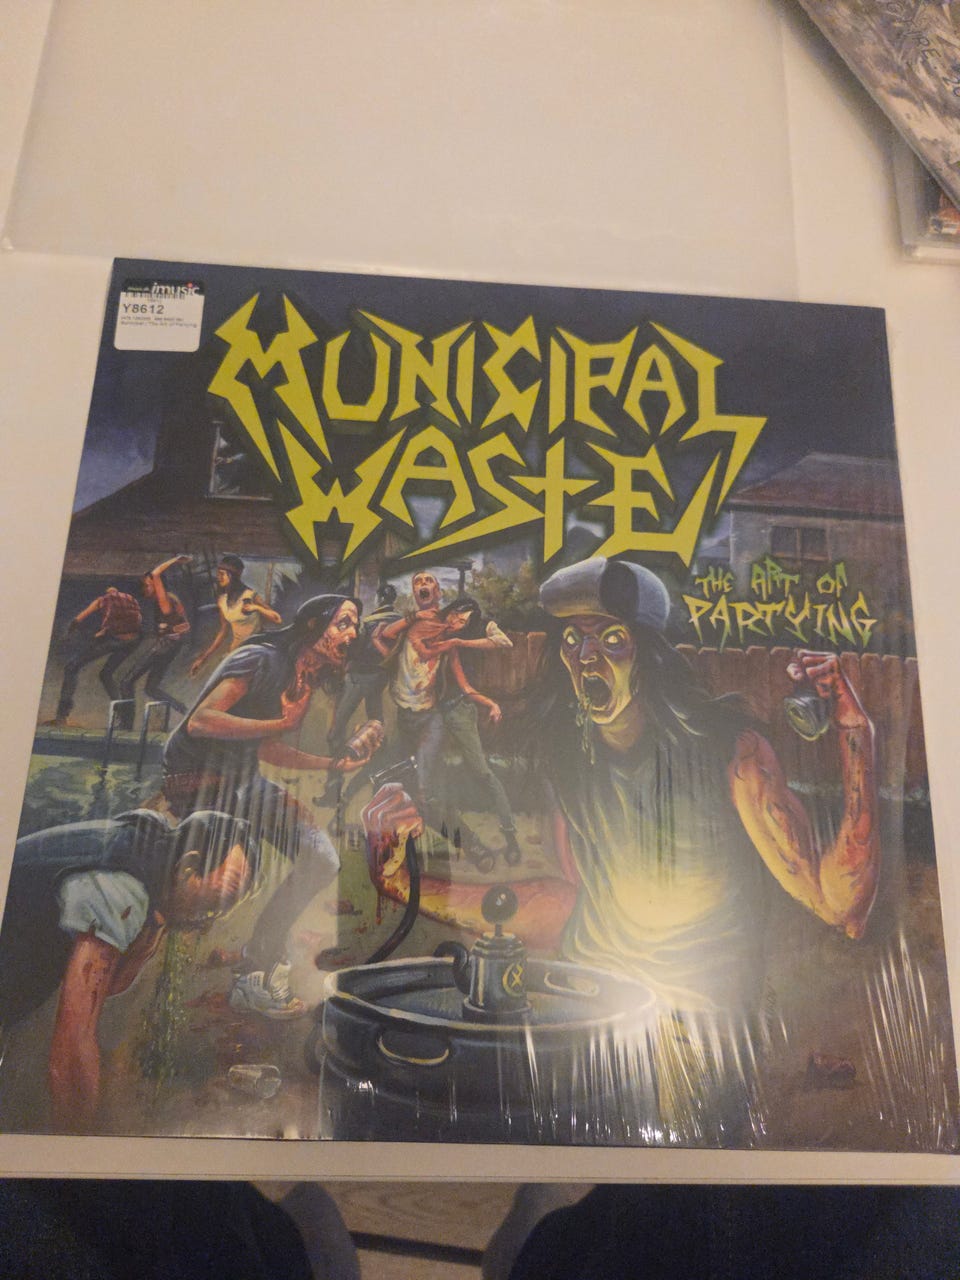 imusic
Y8612
MUNICIPAL
WASTE
THE ART OF
PARTYING